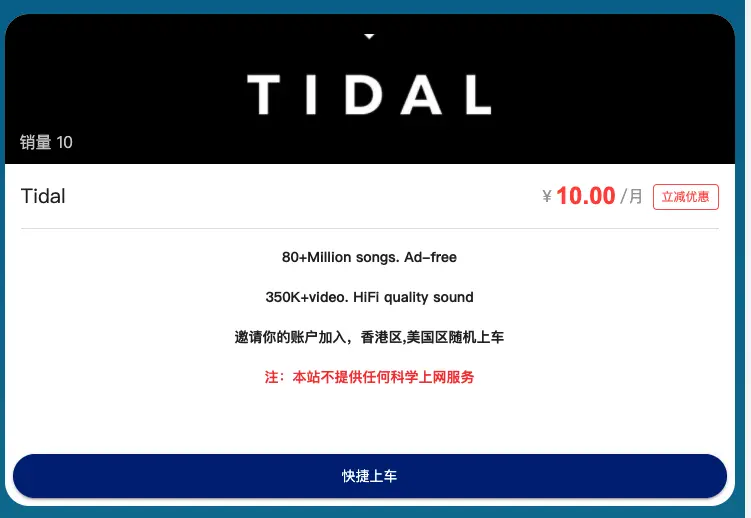 TIDAL
销量 10
Tidal
¥ 10.00 /月 立减优惠
80+Million songs. Ad-free
350K+video. HiFi quality sound
邀请你的账户加入，香港区,美国区随机上车
注：本站不提供任何科学上网服务
快捷上车